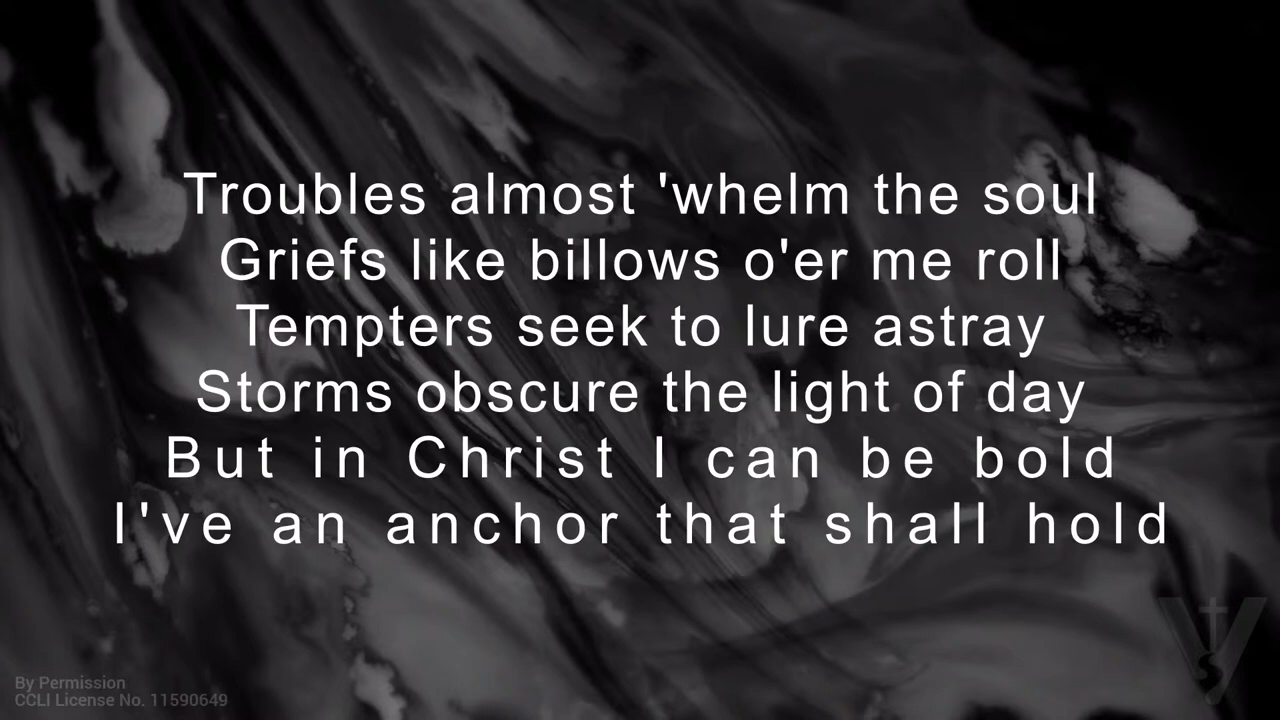 Troubles almost 'whelm the soul
Griefs like billows o'er me roll
Tempters seek to lure astray
Storms obscure the light of day
But in Christ I can be bold
I've an anchor that shall hold
By Permission
CCLI License No. 11590649